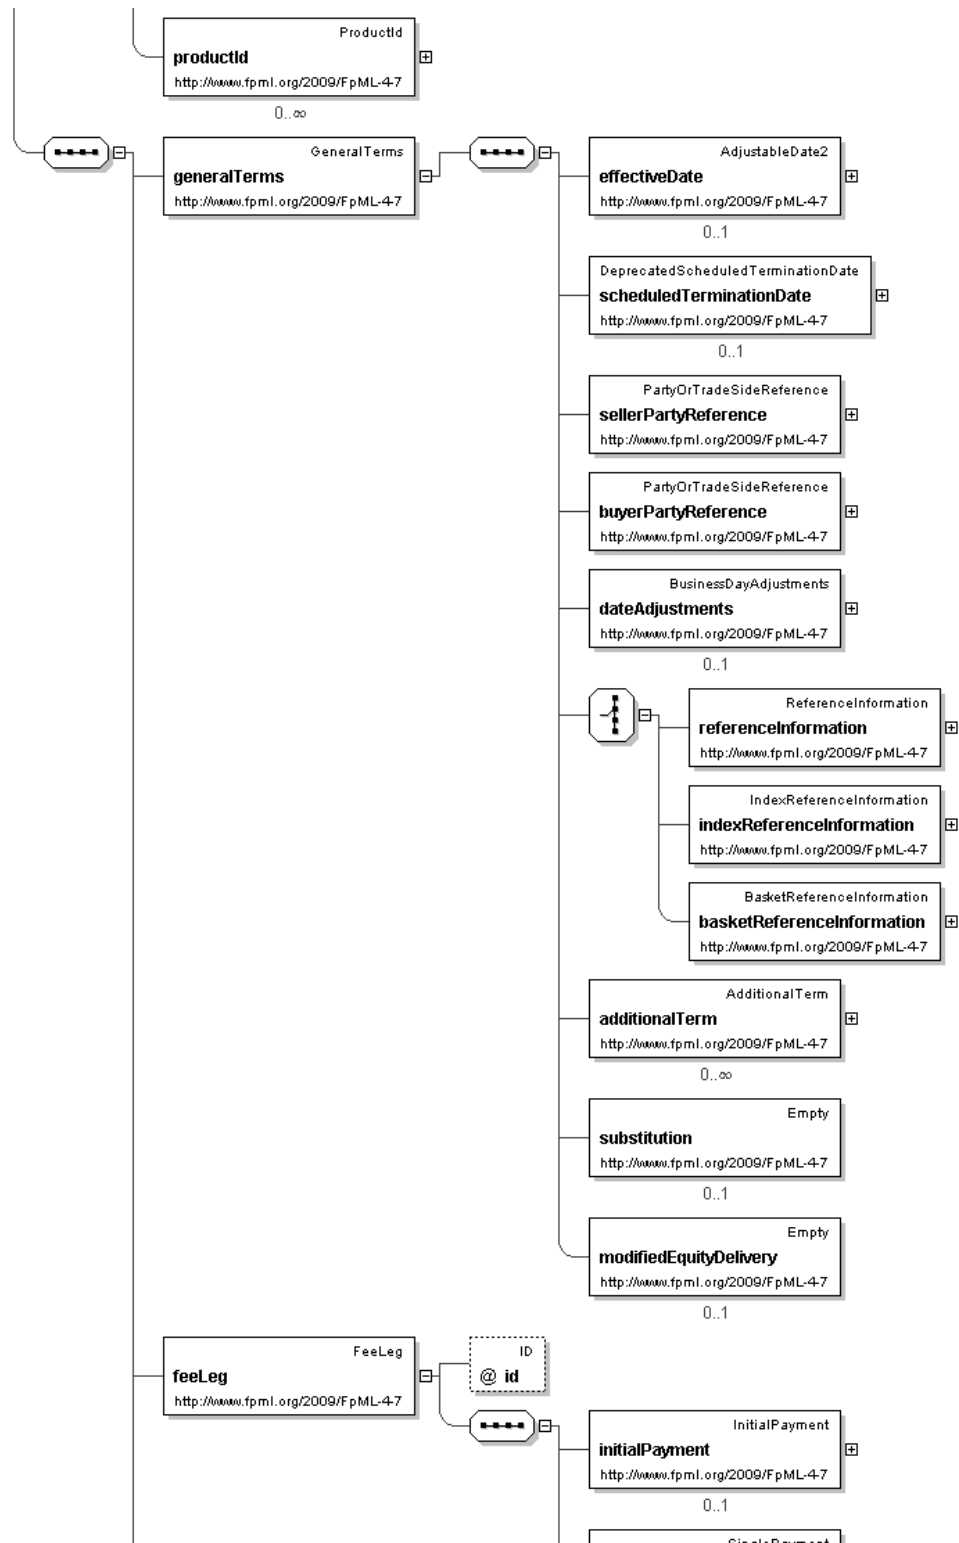 ProductId
productId
http://www.fpml.org/2009/FpML-4-7
0..∞
GeneralTerms
generalTerms
http://www.fpml.org/2009/FpML-4-7
AdjustableDate2
effectiveDate
http://www.fpml.org/2009/FpML-4-7
0..1
DeprecatedScheduledTerminationDate
scheduledTerminationDate
http://www.fpml.org/2009/FpML-4-7
0..1
PartyOrTradeSideReference
sellerPartyReference
http://www.fpml.org/2009/FpML-4-7
PartyOrTradeSideReference
buyerPartyReference
http://www.fpml.org/2009/FpML-4-7
BusinessDayAdjustments
dateAdjustments
http://www.fpml.org/2009/FpML-4-7
0..1
ReferenceInformation
referenceInformation
http://www.fpml.org/2009/FpML-4-7
IndexReferenceInformation
indexReferenceInformation
http://www.fpml.org/2009/FpML-4-7
BasketReferenceInformation
basketReferenceInformation
http://www.fpml.org/2009/FpML-4-7
AdditionalTerm
additionalTerm
http://www.fpml.org/2009/FpML-4-7
0..∞
Empty
substitution
http://www.fpml.org/2009/FpML-4-7
0..1
Empty
modifiedEquityDelivery
http://www.fpml.org/2009/FpML-4-7
0..1
FeeLeg
feeLeg
http://www.fpml.org/2009/FpML-4-7
ID
@ id
InitialPayment
initialPayment
http://www.fpml.org/2009/FpML-4-7
0..1
SinglePayment